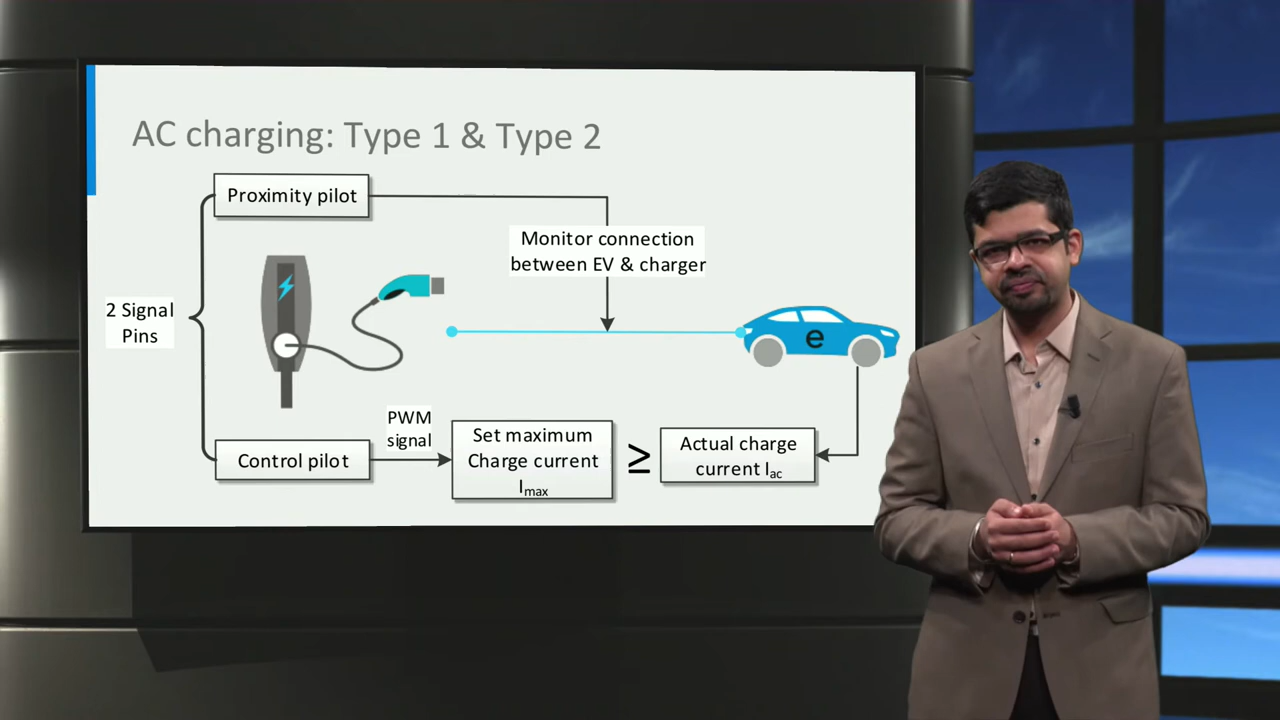 AC charging: Type 1 & Type 2
Proximity pilot
Monitor connection
between EV & charger
2 Signal
Pins
e
PWM
signal
Control pilot
Set maximum
Charge current
Imax
≥
Actual charge
current Iac